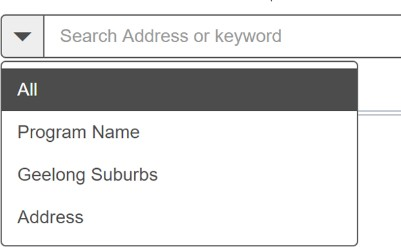 Search Address or keyword
All
Program Name
Geelong Suburbs
Address